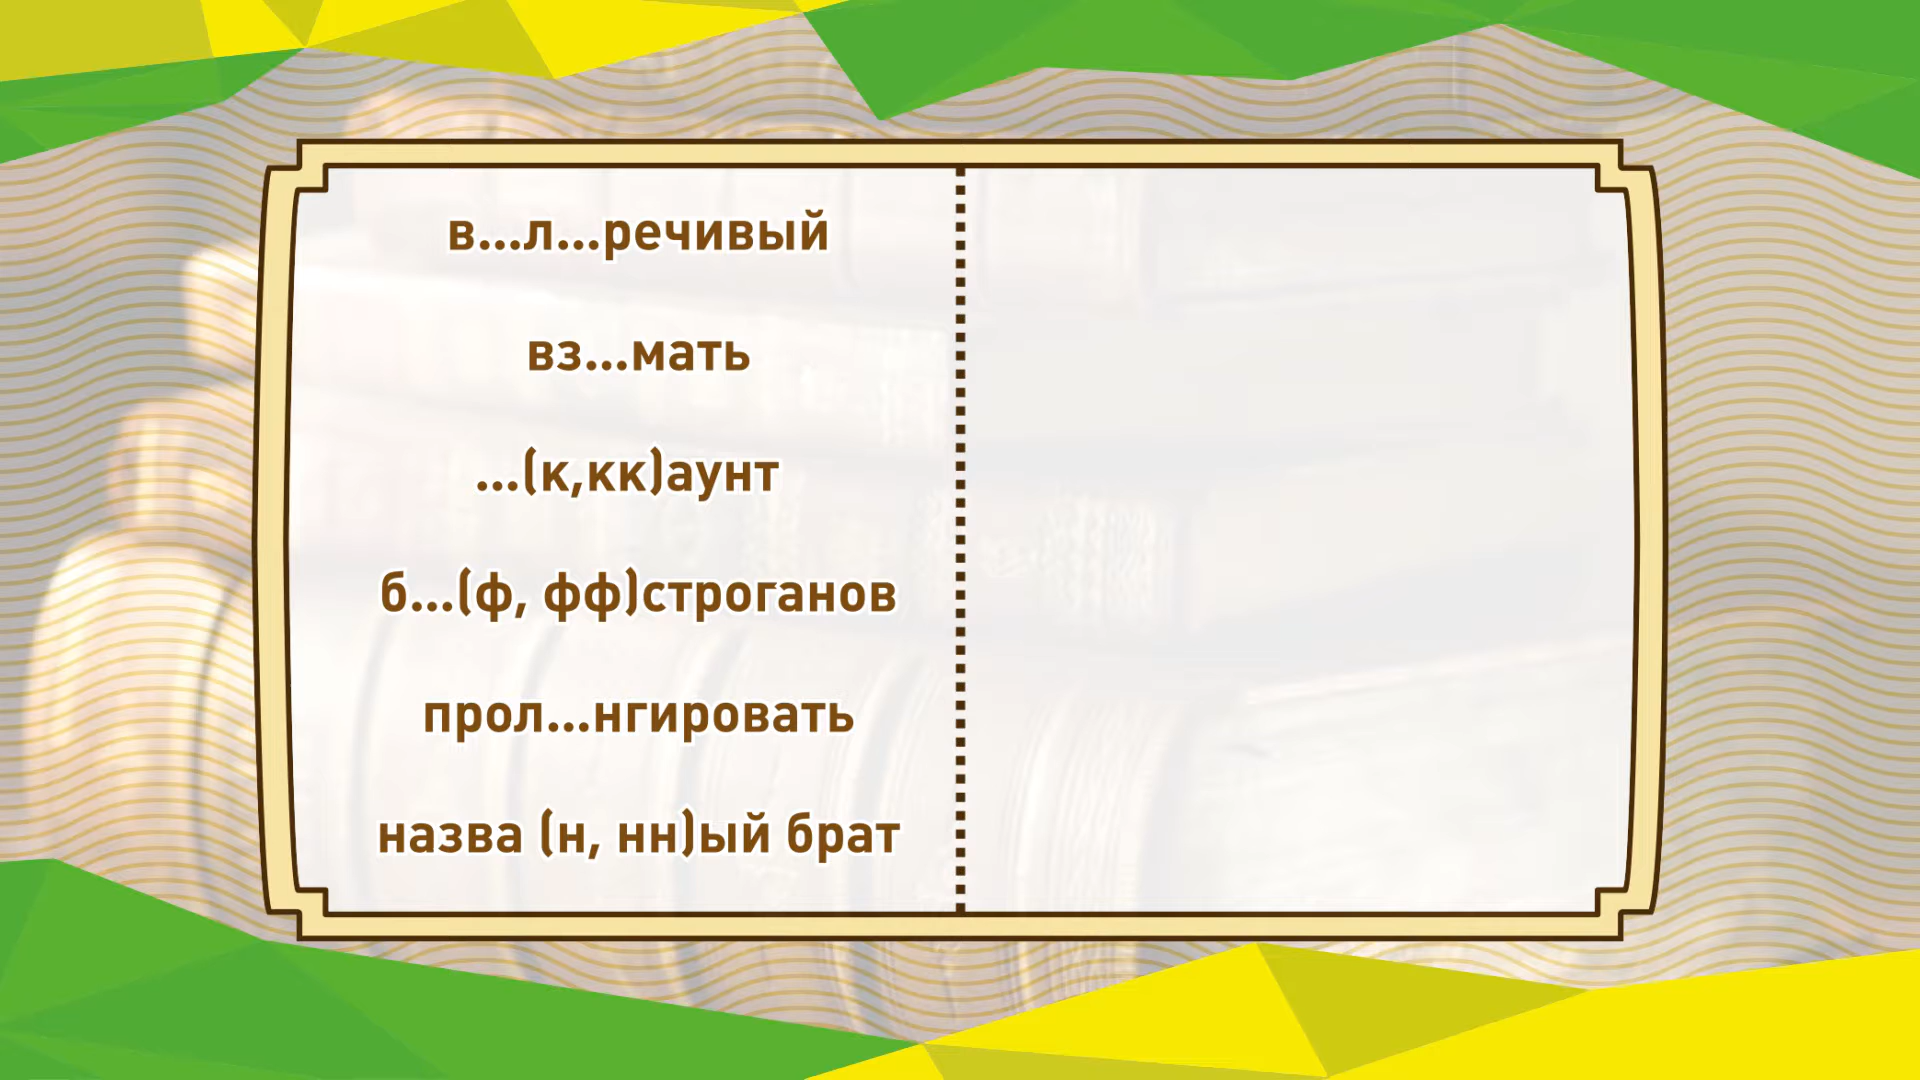 в...л...речивый
вз...мать
...(к,кк)аунт
б...(ф, фф)строганов
прол...нгировать
назва (н, нн)ый брат